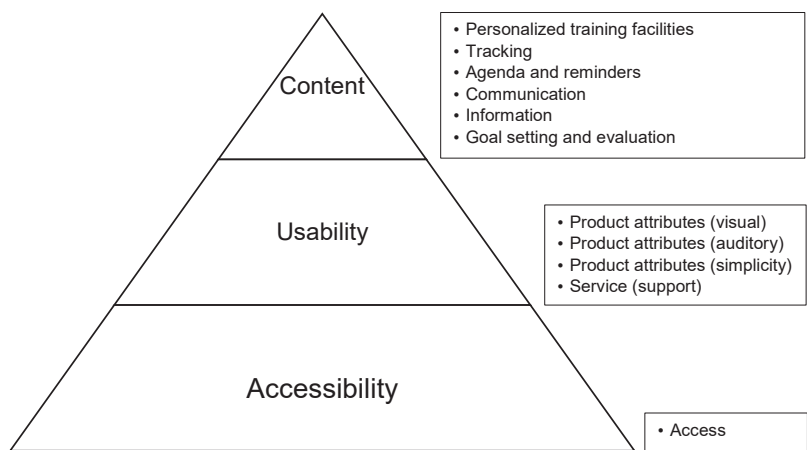 Content
• Personalized training facilities
• Tracking
• Agenda and reminders
• Communication
• Information
• Goal setting and evaluation
Usability
• Product attributes (visual)
• Product attributes (auditory)
• Product attributes (simplicity)
• Service (support)
Accessibility
• Access